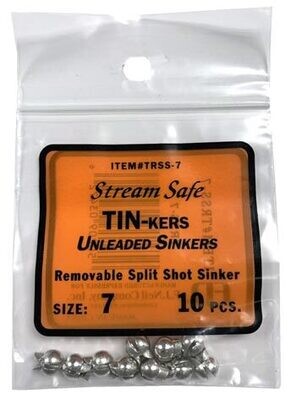 ITEM#TRSS-7
Stream Safe
TIN-KERS
UNLEADED SINKERS
Removable Split Shot Sinker
SIZE: 7 10 PCS.